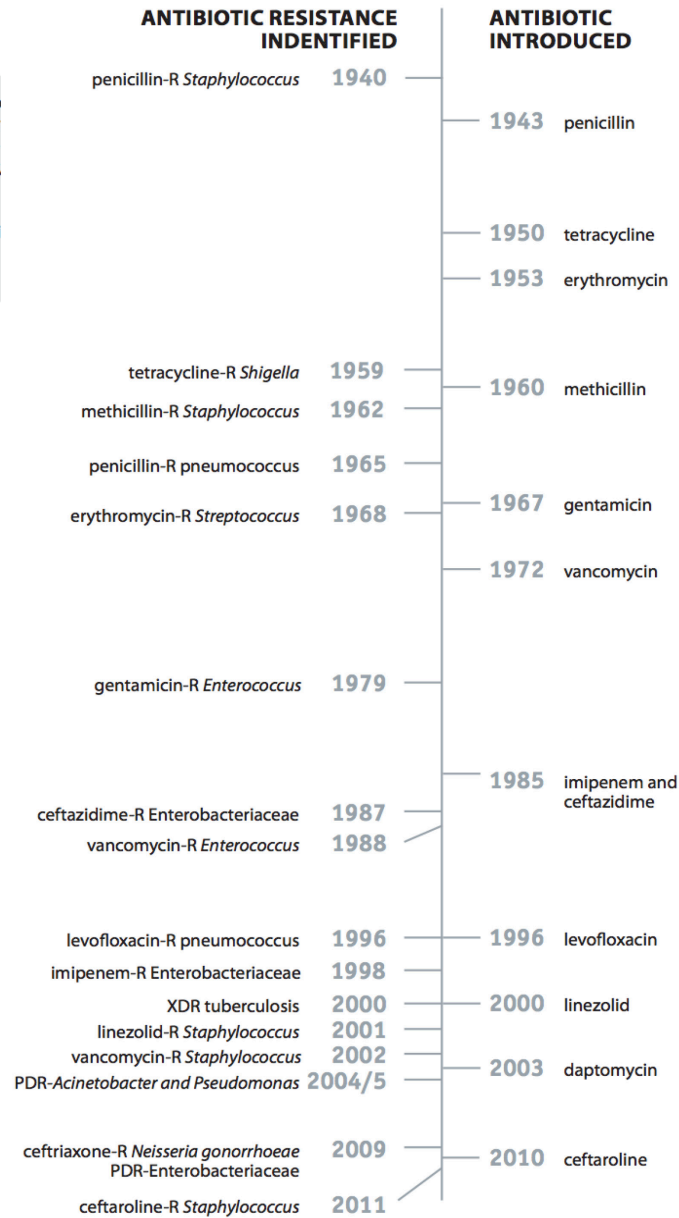 ANTIBIOTIC RESISTANCE
INDENTIFIED
ANTIBIOTIC
INTRODUCED
penicillin-R Staphylococcus 1940
1943 penicillin
1950 tetracycline
1953 erythromycin
tetracycline-R Shigella 1959
1960 methicillin
methicillin-R Staphylococcus 1962
penicillin-R pneumococcus 1965
1967 gentamicin
erythromycin-R Streptococcus 1968
1972 vancomycin
gentamicin-R Enterococcus 1979
1985 imipenem and
ceftazidime
ceftazidime-R Enterobacteriaceae 1987
vancomycin-R Enterococcus 1988
levofloxacin-R pneumococcus 1996
1996 levofloxacin
imipenem-R Enterobacteriaceae 1998
XDR tuberculosis 2000
2000 linezolid
linezolid-R Staphylococcus 2001
vancomycin-R Staphylococcus 2002
2003 daptomycin
PDR-Acinetobacter and Pseudomonas 2004/5
ceftriaxone-R Neisseria gonorrhoeae 2009
PDR-Enterobacteriaceae
2010 ceftaroline
ceftaroline-R Staphylococcus 2011